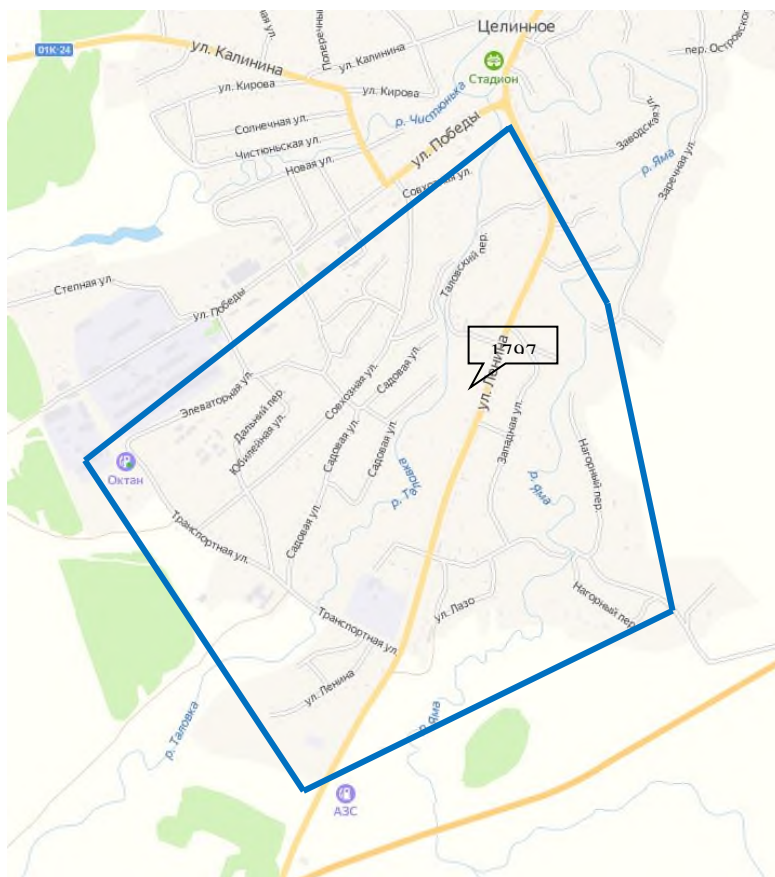 Целинное
01К-24
ул. Калинина
Поперечный
ул. Калинина
Стадион
пер. Островского
ул. Кирова
ул. Кирова
р. Чистюнька
Солнечная ул.
Чистюньская ул.
ул. Победы
Заводская ул.
Новая ул.
р. Яма
Заречная ул.
Совхозная ул.
Таловский пер.
Степная ул.
ул. Победы
1797
ул. Ленина
Элеваторная ул.
Совхозная ул.
Садовая ул.
Дальний пер.
Юбилейная ул.
Садовая ул.
Садовая ул.
Западная ул.
Нагорный пер.
Октан
р. Таловка
р. Яма
Транспортная ул.
Садовая ул.
Транспортная ул.
ул. Лазо
Нагорный пер.
ул. Ленина
р. Таловка
р. Яма
АЗС